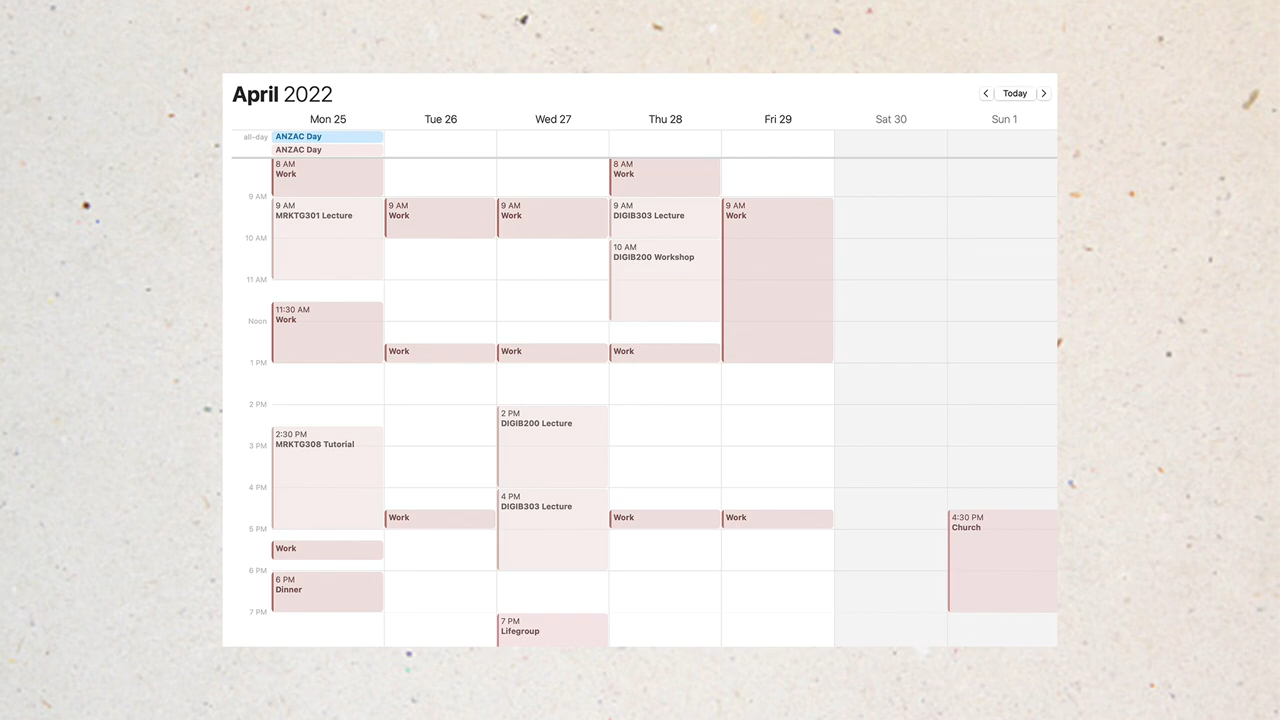 April 2022
Today
Mon 25
Tue 26
Wed 27
Thu 28
Fri 29
Sat 30
Sun 1
all-day
ANZAC Day
ANZAC Day
8 AM
Work
8 AM
Work
9 AM
9 AM
MRKTG301 Lecture
9 AM
Work
9 AM
Work
9 AM
DIGIB303 Lecture
9 AM
Work
10 AM
10 AM
DIGIB200 Workshop
11 AM
11:30 AM
Work
Noon
Work
Work
Work
1 PM
2 PM
2 PM
DIGIB200 Lecture
2:30 PM
MRKTG308 Tutorial
3 PM
4 PM
4 PM
DIGIB303 Lecture
Work
Work
Work
4:30 PM
Church
5 PM
Work
6 PM
6 PM
Dinner
7 PM
7 PM
Lifegroup